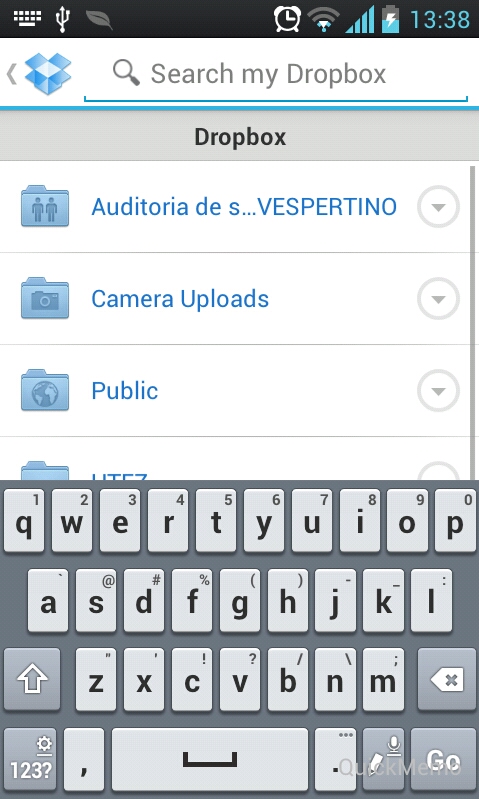 13:38
Search my Dropbox
Dropbox
Auditoria de s...VESPERTINO
Camera Uploads
Public
UTEZ
1 2 3 4 5 6 7 8 9 0
q w e r t y u i o p
` @ # % ( ) - _ :
a s d f g h j k l
" ' ! ? / \ ;
z x c v b n m
123? , . ... Go
QuickMemo